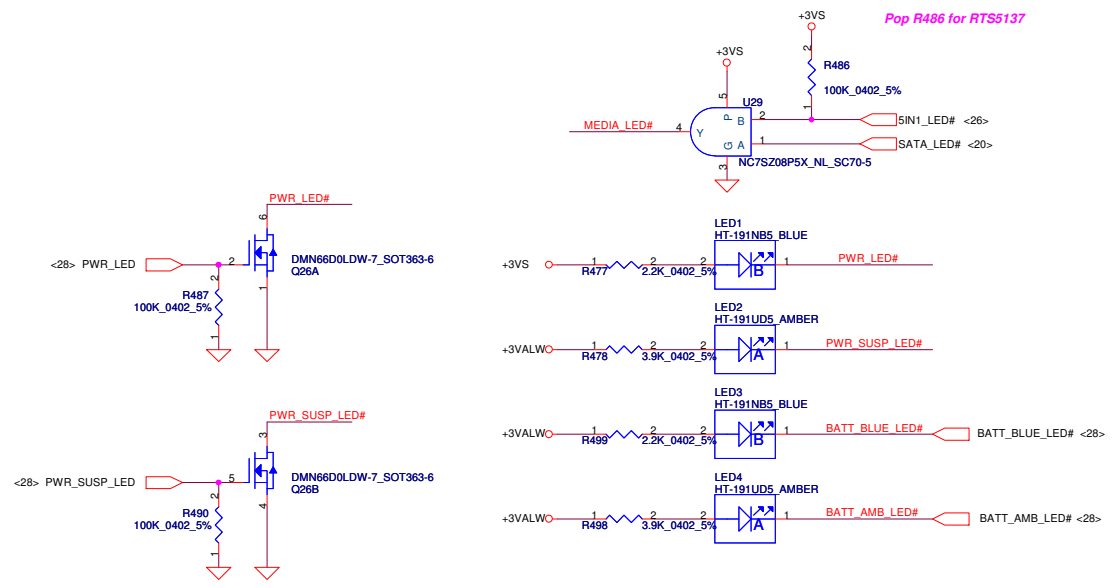 Pop R486 for RTS5137
+3VS
2
R486
100K_0402_5%
1
+3VS
5
U29
P
B
2
5IN1_LED# <26>
MEDIA_LED#
4
Y
G
A
1
SATA_LED# <20>
3
NC7SZ08P5X_NL_SC70-5
PWR_LED#
6
<28> PWR_LED
2
DMN66D0LDW-7_SOT363-6
Q26A
2
R487
100K_0402_5%
1
1
PWR_SUSP_LED#
3
<28> PWR_SUSP_LED
5
DMN66D0LDW-7_SOT363-6
Q26B
2
R490
100K_0402_5%
1
4
LED1
HT-191NB5_BLUE
+3VS
1
R477
2
2.2K_0402_5%
2
B
1
PWR_LED#
LED2
HT-191UD5_AMBER
+3VALW
1
R478
2
3.9K_0402_5%
2
A
1
PWR_SUSP_LED#
LED3
HT-191NB5_BLUE
+3VALW
1
R499
2
2.2K_0402_5%
2
B
1
BATT_BLUE_LED#
BATT_BLUE_LED# <28>
LED4
HT-191UD5_AMBER
+3VALW
1
R498
2
3.9K_0402_5%
2
A
1
BATT_AMB_LED#
BATT_AMB_LED# <28>